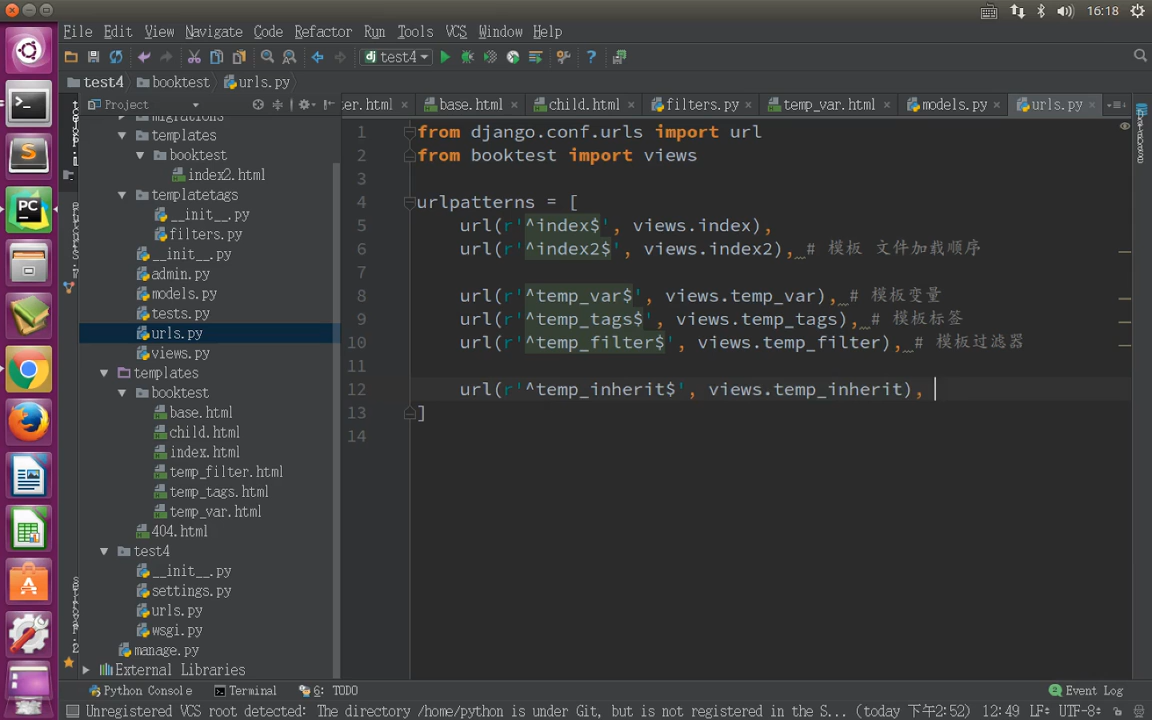 16:18
File Edit View Navigate Code Refactor Run Tools VCS Window Help
dj test4
test4 booktest urls.py
Project
er.html base.html child.html filters.py temp_var.html models.py urls.py
migrations
templates
booktest
index2.html
templatetags
__init__.py
filters.py
__init__.py
admin.py
models.py
tests.py
urls.py
views.py
templates
booktest
base.html
child.html
index.html
temp_filter.html
temp_tags.html
temp_var.html
404.html
test4
__init__.py
settings.py
urls.py
wsgi.py
manage.py
External Libraries
1 from django.conf.urls import url
2 from booktest import views
3
4 urlpatterns = [
5 url(r'^index$', views.index),
6 url(r'^index2$', views.index2), # 模板 文件加载顺序
7
8 url(r'^temp_var$', views.temp_var), # 模板变量
9 url(r'^temp_tags$', views.temp_tags), # 模板标签
10 url(r'^temp_filter$', views.temp_filter), # 模板过滤器
11
12 url(r'^temp_inherit$', views.temp_inherit),
13 ]
14
Python Console Terminal 6: TODO Event Log
Unregistered VCS root detected: The directory /home/python is under Git, but is not registered in the S... (today 下午2:52) 12:49 LF÷ UTF-8÷